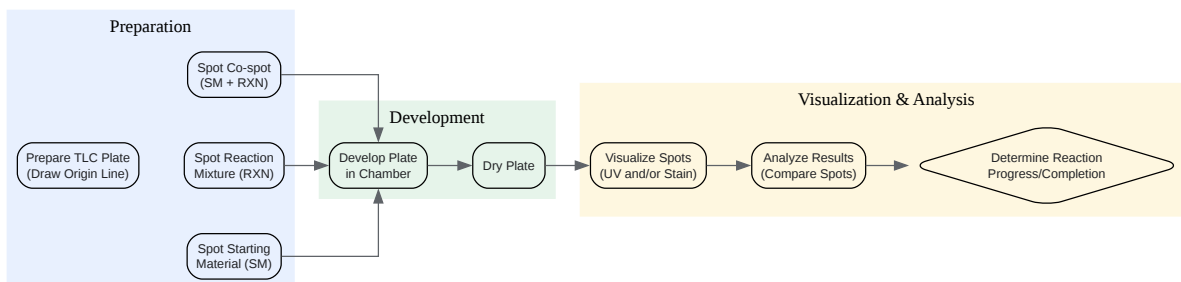 Preparation
Spot Co-spot
(SM + RXN)
Prepare TLC Plate
(Draw Origin Line)
Spot Reaction
Mixture (RXN)
Spot Starting
Material (SM)
Development
Develop Plate
in Chamber
Dry Plate
Visualization & Analysis
Visualize Spots
(UV and/or Stain)
Analyze Results
(Compare Spots)
Determine Reaction
Progress/Completion